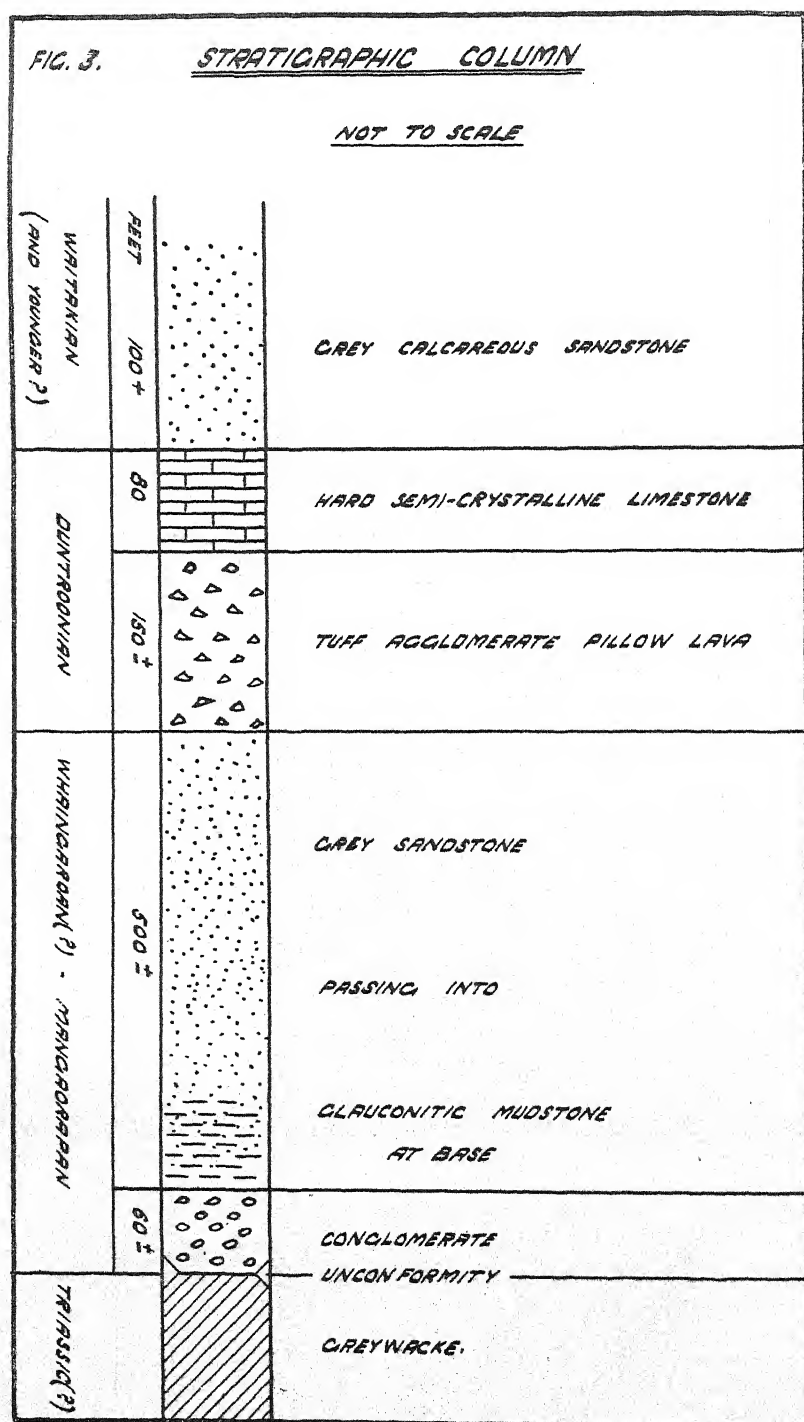 FIG. 3.
STRATIGRAPHIC COLUMN
NOT TO SCALE
WAITAKIAN
(AND YOUNGER?)
FEET
100+
GREY CALCAREOUS SANDSTONE
DUNTROONIAN
80
HARD SEMI-CRYSTALLINE LIMESTONE
150±
TUFF AGGLOMERATE PILLOW LAVA
WHAINGAROAN(?) - MANGAORAPAN
500±
GREY SANDSTONE
PASSING INTO
GLAUCONITIC MUDSTONE
AT BASE
60±
CONGLOMERATE
UNCONFORMITY
TRIASSIC(?)
GREYWACKE.